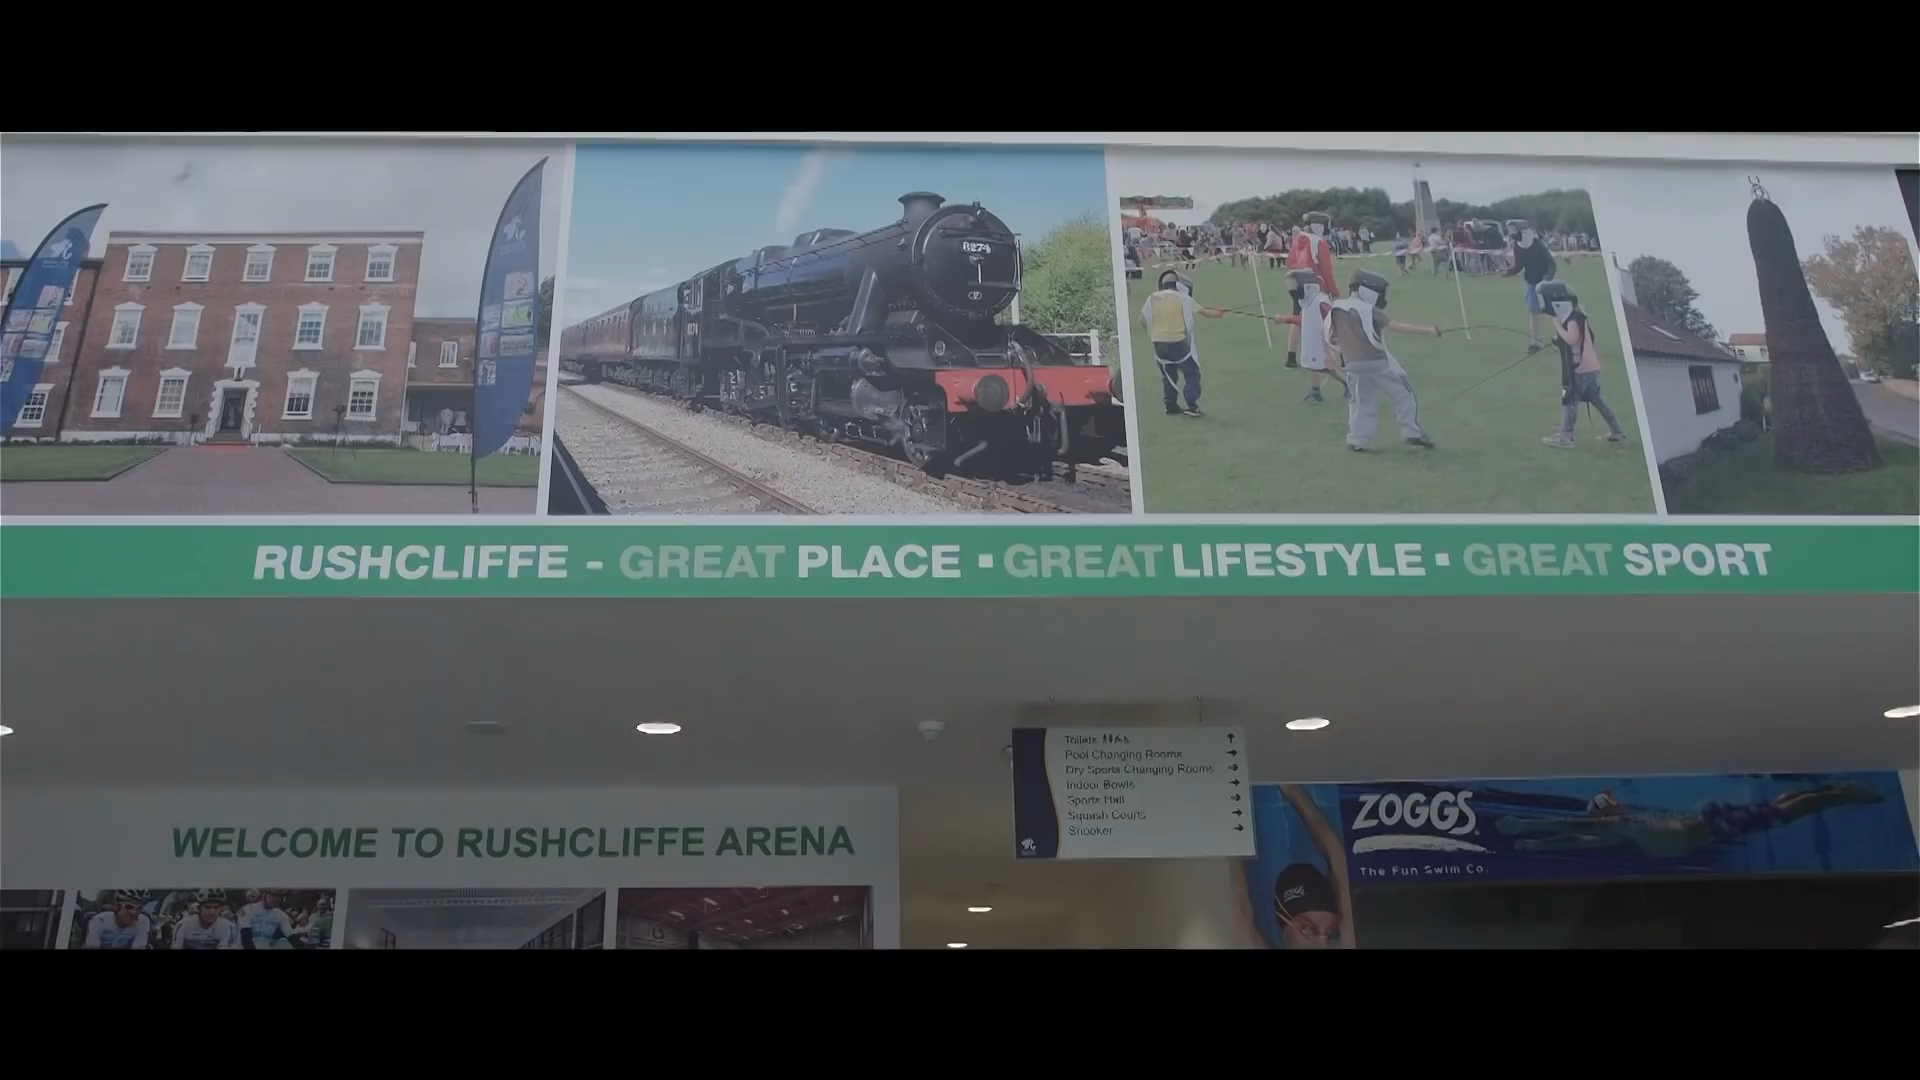 8274
RUSHCLIFFE - GREAT PLACE ▪ GREAT LIFESTYLE ▪ GREAT SPORT
Toilets
Pool Changing Rooms
Dry Sports Changing Rooms
Indoor Bowls
Sports Hall
Squash Courts
Snooker
WELCOME TO RUSHCLIFFE ARENA
ZOGGS
The Fun Swim Co.
ZOGGS